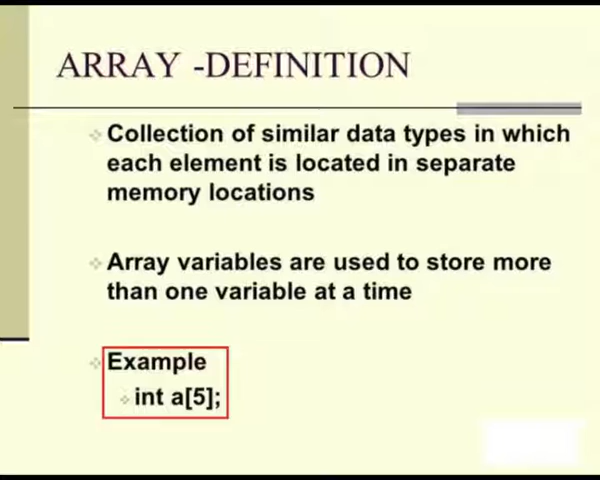 ARRAY -DEFINITION
Collection of similar data types in which
each element is located in separate
memory locations
Array variables are used to store more
than one variable at a time
Example
int a[5];